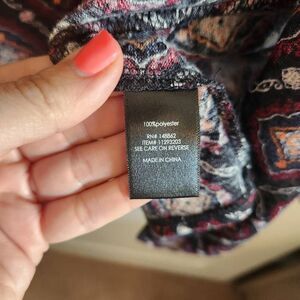 100%polyester
RN# 148862
ITEM# 11293203
SEE CARE ON REVERSE
MADE IN CHINA